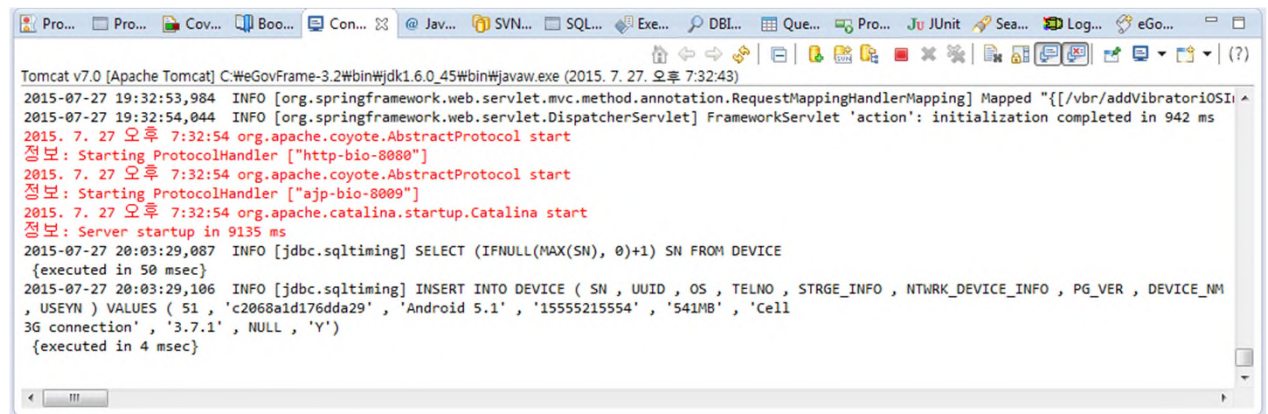 Pro... Pro... Cov... Boo... Con... @ Jav... SVN... SQL... Exe... DBI... Que... Pro... Ju JUnit Sea... Log... eGo...
(?)
Tomcat v7.0 [Apache Tomcat] C:₩eGovFrame-3.2₩bin₩jdk1.6.0_45₩bin₩javaw.exe (2015. 7. 27. 오후 7:32:43)
2015-07-27 19:32:53,984  INFO [org.springframework.web.servlet.mvc.method.annotation.RequestMappingHandlerMapping] Mapped "{[/vbr/addVibratoriOSI
2015-07-27 19:32:54,044  INFO [org.springframework.web.servlet.DispatcherServlet] FrameworkServlet 'action': initialization completed in 942 ms
2015. 7. 27 오후 7:32:54 org.apache.coyote.AbstractProtocol start
정보: Starting ProtocolHandler ["http-bio-8080"]
2015. 7. 27 오후 7:32:54 org.apache.coyote.AbstractProtocol start
정보: Starting ProtocolHandler ["ajp-bio-8009"]
2015. 7. 27 오후 7:32:54 org.apache.catalina.startup.Catalina start
정보: Server startup in 9135 ms
2015-07-27 20:03:29,087  INFO [jdbc.sqltiming] SELECT (IFNULL(MAX(SN), 0)+1) SN FROM DEVICE
{executed in 50 msec}
2015-07-27 20:03:29,106  INFO [jdbc.sqltiming] INSERT INTO DEVICE ( SN , UUID , OS , TELNO , STRGE_INFO , NTWRK_DEVICE_INFO , PG_VER , DEVICE_NM
, USEYN ) VALUES ( 51 , 'c2068a1d176dda29' , 'Android 5.1' , '15555215554' , '541MB' , 'Cell
3G connection' , '3.7.1' , NULL , 'Y')
{executed in 4 msec}